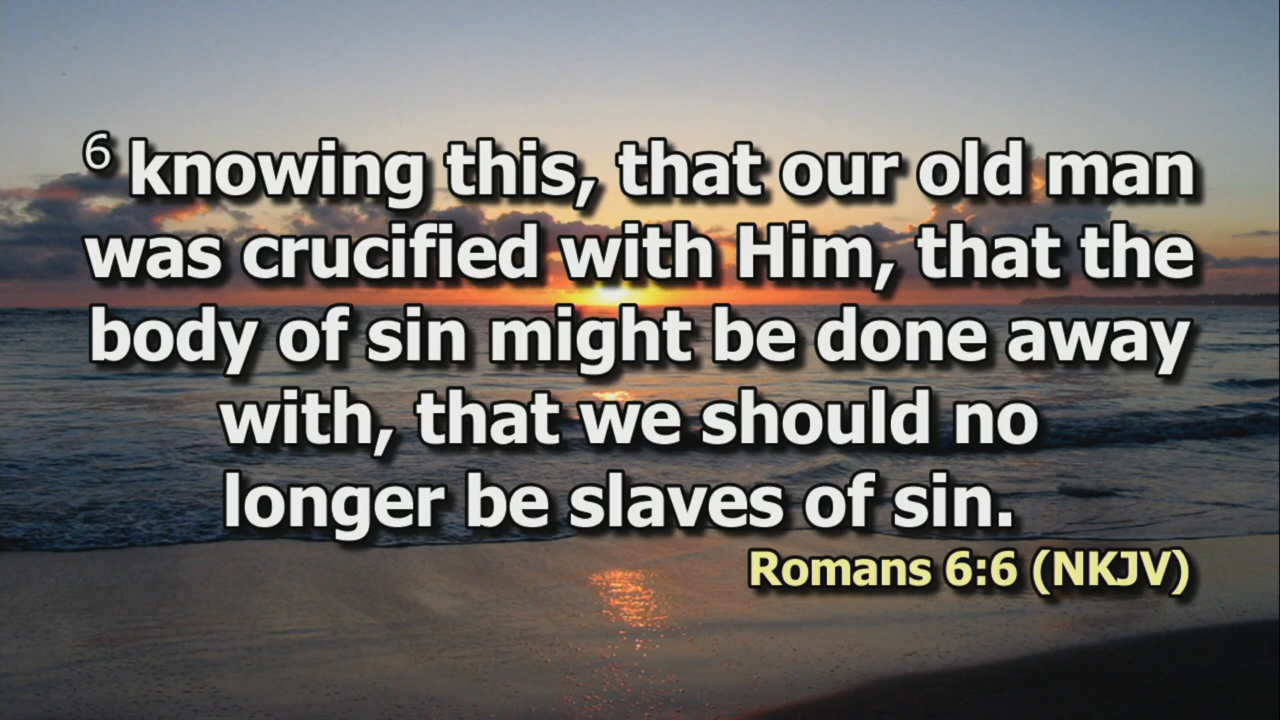 6 knowing this, that our old man
was crucified with Him, that the
body of sin might be done away
with, that we should no
longer be slaves of sin.
Romans 6:6 (NKJV)